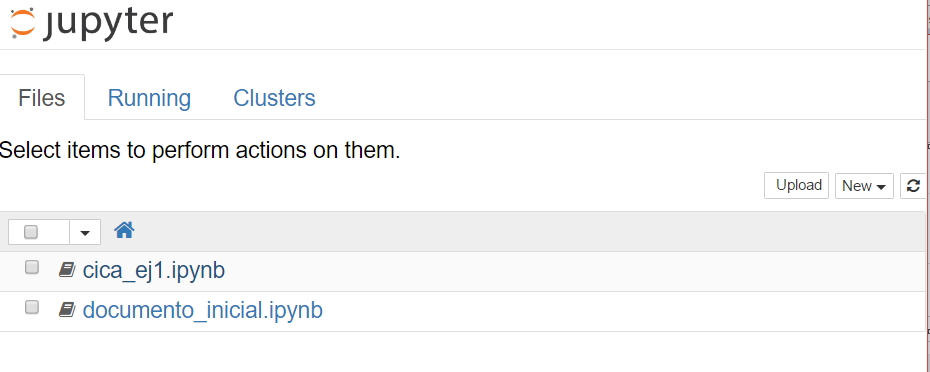 jupyter
Files Running Clusters
Select items to perform actions on them.
Upload New
cica_ej1.ipynb
documento_inicial.ipynb